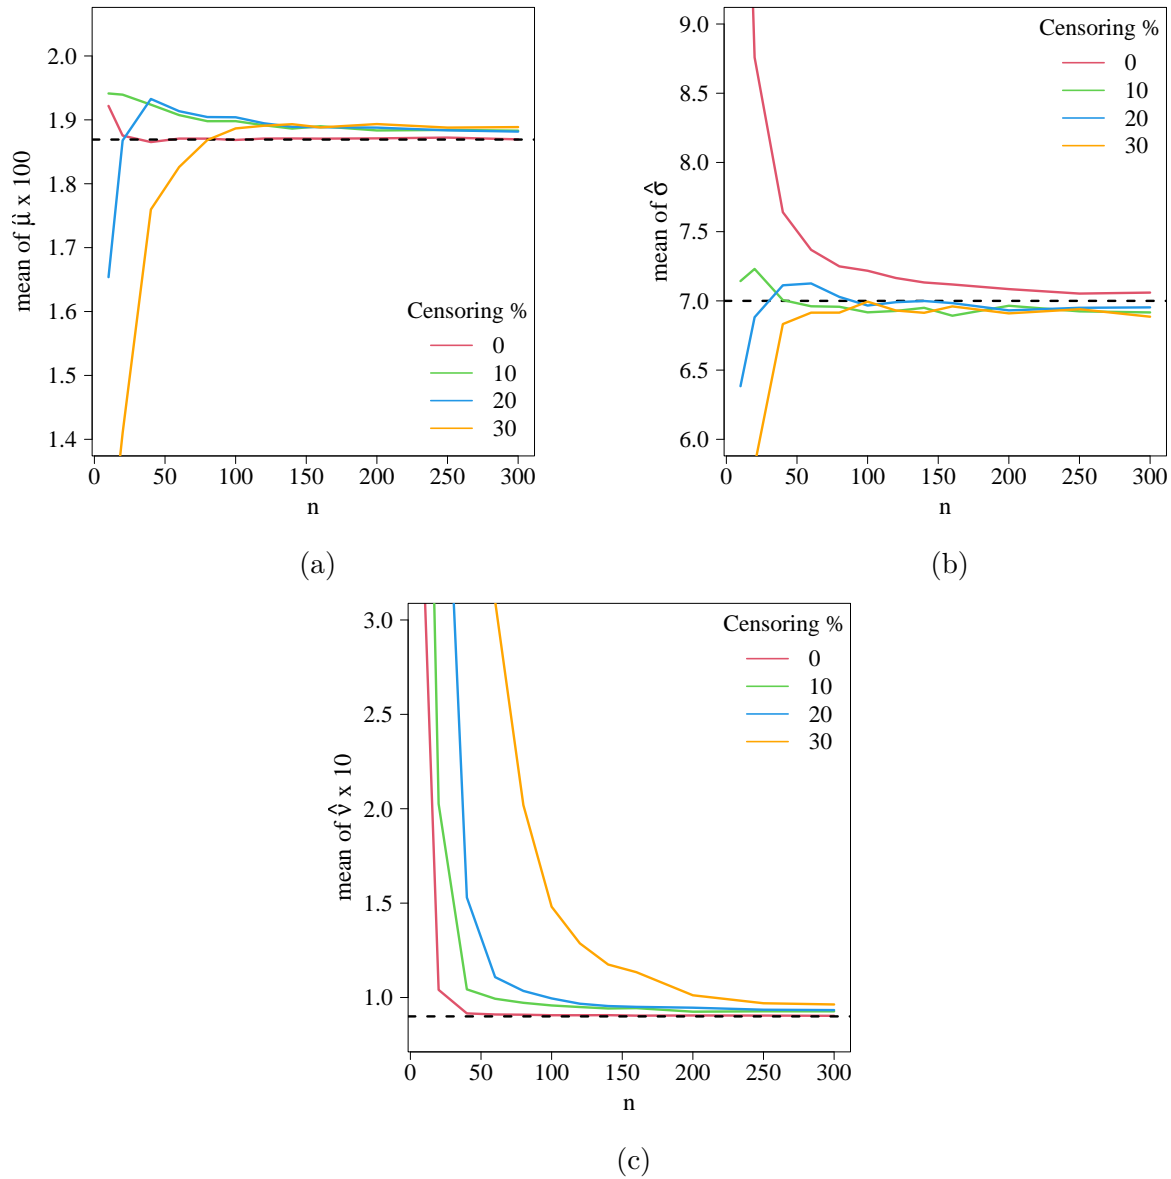 mean of μ̂ x 100
2.0
1.9
1.8
1.7
1.6
1.5
1.4
Censoring %
0
10
20
30
0 50 100 150 200 250 300
n
(a)
mean of σ̂
9.0
8.5
8.0
7.5
7.0
6.5
6.0
Censoring %
0
10
20
30
0 50 100 150 200 250 300
n
(b)
mean of ν̂ x 10
3.0
2.5
2.0
1.5
1.0
Censoring %
0
10
20
30
0 50 100 150 200 250 300
n
(c)